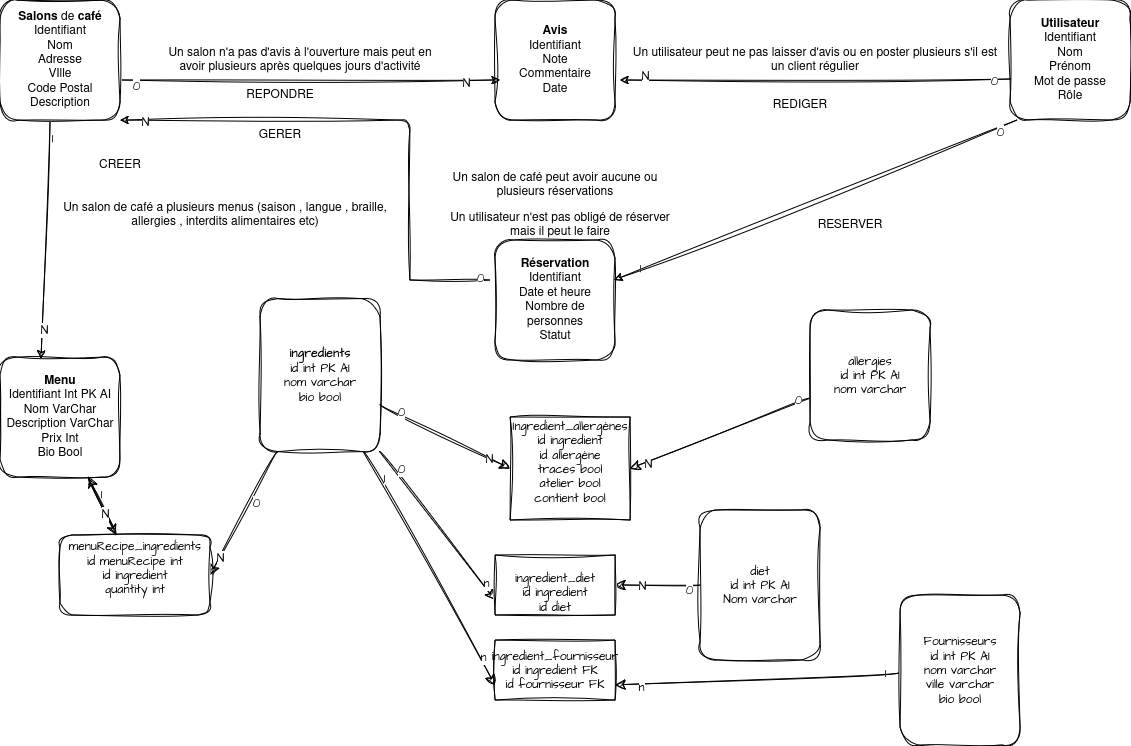 Salons de café
Identifiant
Nom
Adresse
VIlle
Code Postal
Description
Un salon n'a pas d'avis à l'ouverture mais peut en
avoir plusieurs après quelques jours d'activité
O
N
REPONDRE
Avis
Identifiant
Note
Commentaire
Date
Un utilisateur peut ne pas laisser d'avis ou en poster plusieurs s'il est
un client régulier
N
O
REDIGER
Utilisateur
Identifiant
Nom
Prénom
Mot de passe
Rôle
N
GERER
O
I
CREER
Un salon de café a plusieurs menus (saison , langue , braille,
allergies , interdits alimentaires etc)
N
Un salon de café peut avoir aucune ou
plusieurs réservations
Un utilisateur n'est pas obligé de réserver
mais il peut le faire
O
RESERVER
I
Réservation
Identifiant
Date et heure
Nombre de
personnes
Statut
Menu
Identifiant Int PK AI
Nom VarChar
Description VarChar
Prix Int
Bio Bool
I
N
ingredients
id int PK AI
nom varchar
bio bool
O
N
O
N
O
n
N
n
allergies
id int PK AI
nom varchar
O
N
Ingredient_allergènes
id ingredient
id allergène
traces bool
atelier bool
contient bool
menuRecipe_ingredients
id menuRecipe int
id ingredient
quantity int
ingredient_diet
id ingredient
id diet
N
O
diet
id int PK AI
Nom varchar
ingredient_fournisseur
id ingredient FK
id fournisseur FK
n
I
Fournisseurs
id int PK AI
nom varchar
ville varchar
bio bool